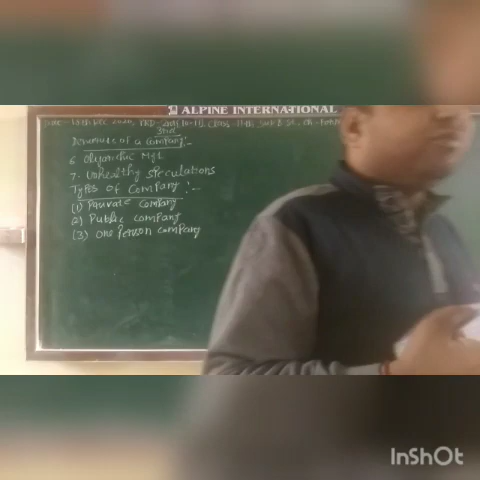 ALPINE INTERNATIONAL
of a company:-
6. Oligarchic Mgt.
7. Unhealthy speculations
Types of Company :-
(1) Private company
2) Public company
(3) One Person company
InShOt